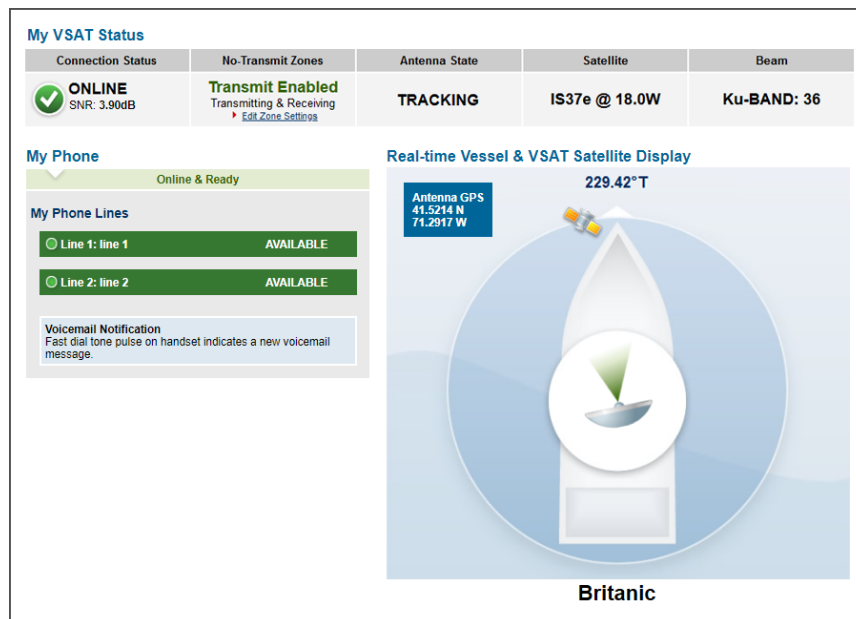 My VSAT Status
Connection Status No-Transmit Zones Antenna State Satellite Beam
ONLINE
SNR: 3.90dB
Transmit Enabled
Transmitting & Receiving
Edit Zone Settings
TRACKING
IS37e @ 18.0W
Ku-BAND: 36
My Phone
Online & Ready
My Phone Lines
Line 1: line 1 AVAILABLE
Line 2: line 2 AVAILABLE
Voicemail Notification
Fast dial tone pulse on handset indicates a new voicemail
message.
Real-time Vessel & VSAT Satellite Display
229.42°T
Antenna GPS
41.5214 N
71.2917 W
Britanic